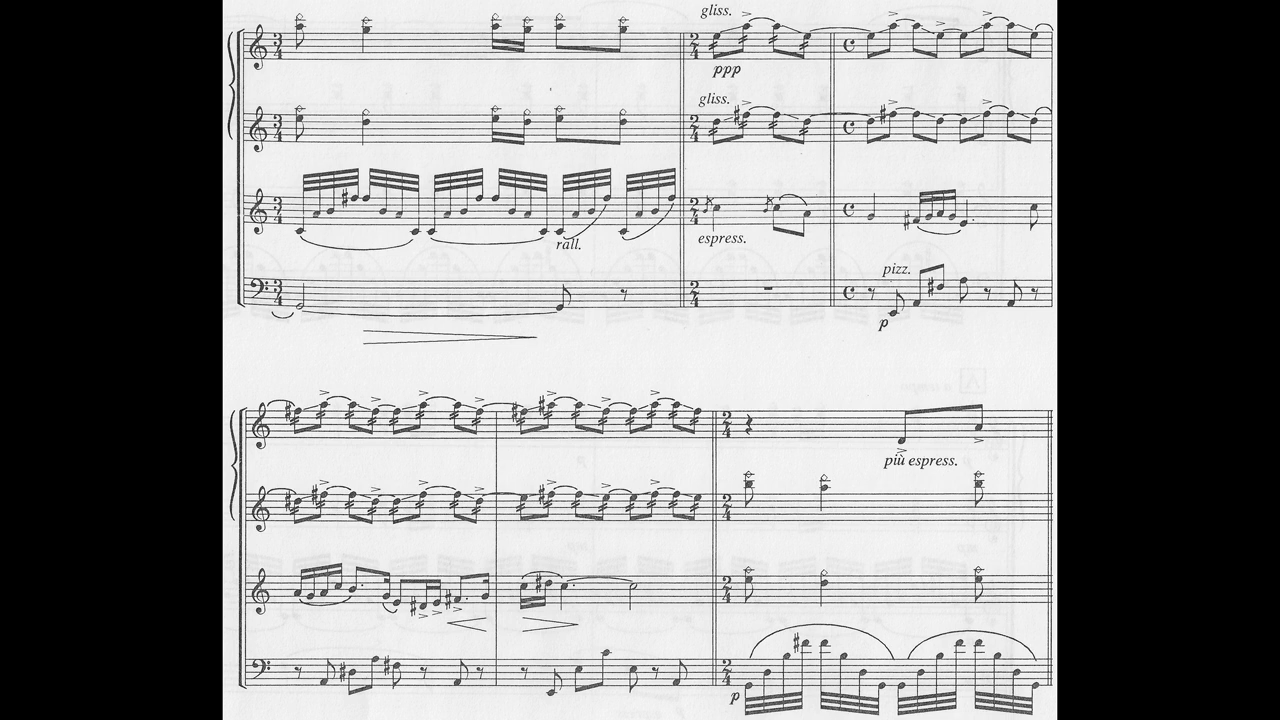 gliss.
ppp
gliss.
rall.
espress.
pizz.
p
più espress.
p